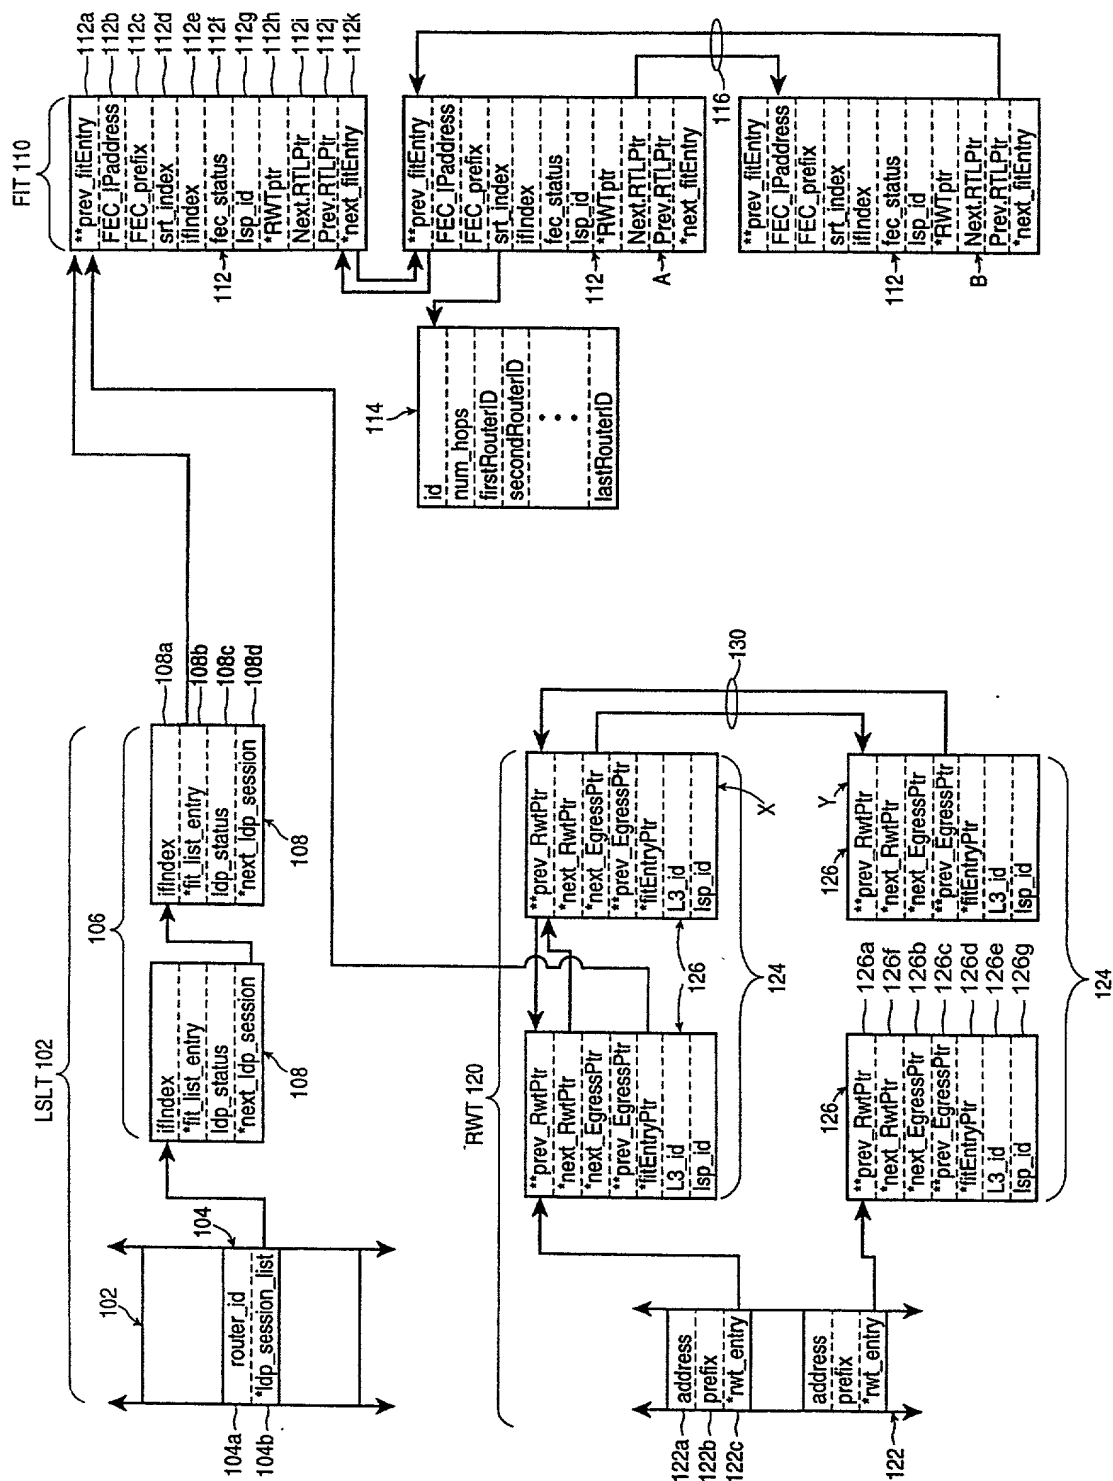 LSLT 102
102
104
router_id
*ldp_session_list
104a
104b
106
ifIndex
*fit_list_entry
ldp_status
*next_ldp_session
108
ifIndex
*fit_list_entry
ldp_status
*next_ldp_session
108
108a
108b
108c
108d
FIT 110
**prev_fitEntry
FEC_IPaddress
FEC_prefix
srt_index
ifIndex
fec_status
lsp_id
*RWTptr
Next.RTLPtr
Prev.RTLPtr
*next_fitEntry
112
112a
112b
112c
112d
112e
112f
112g
112h
112i
112j
112k
114
id
num_hops
firstRouterID
secondRouterID
lastRouterID
**prev_fitEntry
FEC_IPaddress
FEC_prefix
srt_index
ifIndex
fec_status
lsp_id
*RWTptr
Next.RTLPtr
Prev.RTLPtr
*next_fitEntry
112
A
116
**prev_fitEntry
FEC_IPaddress
FEC_prefix
srt_index
ifIndex
fec_status
lsp_id
*RWTptr
Next.RTLPtr
Prev.RTLPtr
*next_fitEntry
112
B
RWT 120
address
prefix
*rwt_entry
122a
122b
122c
address
prefix
*rwt_entry
122
**prev_RwtPtr
*next_RwtPtr
*next_EgressPtr
**prev_EgressPtr
*fitEntryPtr
L3_id
lsp_id
126
**prev_RwtPtr
*next_RwtPtr
*next_EgressPtr
**prev_EgressPtr
*fitEntryPtr
L3_id
lsp_id
X
124
130
126
**prev_RwtPtr
*next_RwtPtr
*next_EgressPtr
**prev_EgressPtr
*fitEntryPtr
L3_id
lsp_id
126a
126f
126b
126c
126d
126e
126g
126
Y
**prev_RwtPtr
*next_RwtPtr
*next_EgressPtr
**prev_EgressPtr
*fitEntryPtr
L3_id
lsp_id
124